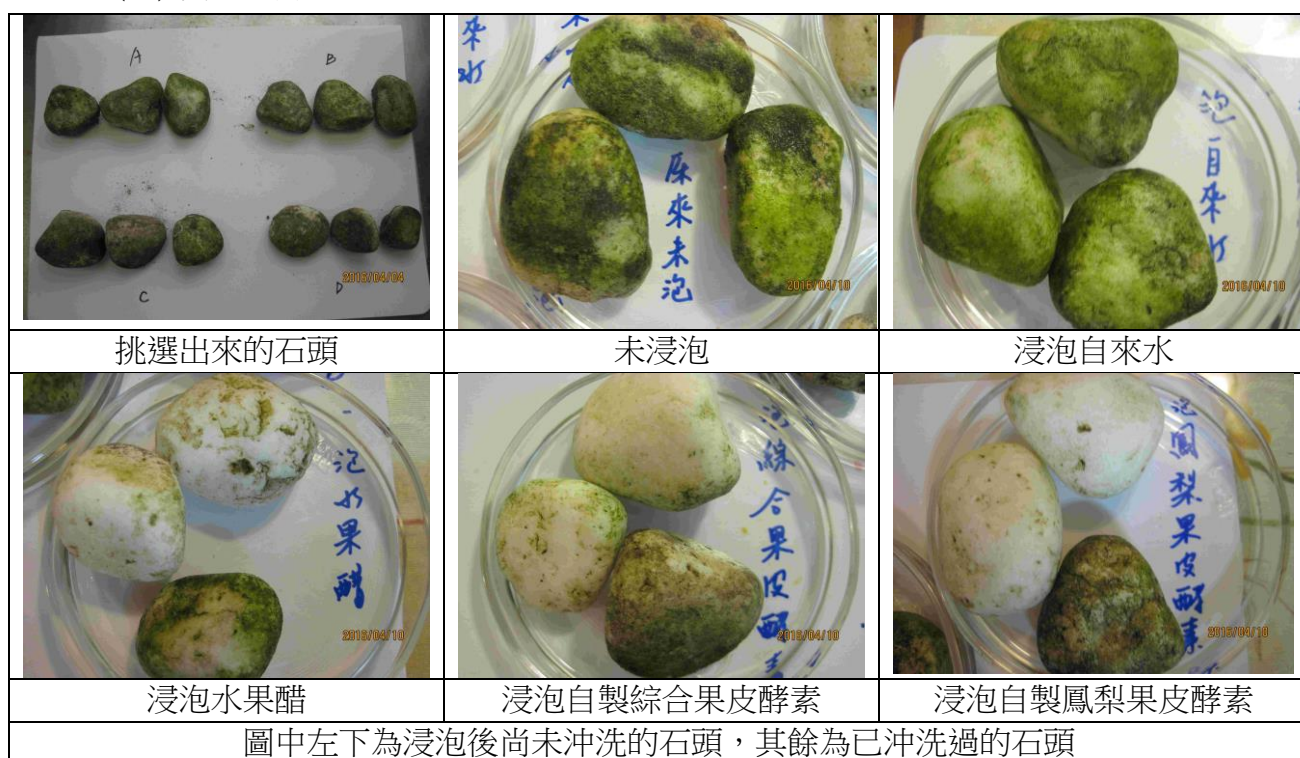 A
B
C
D
2016/04/04
來
水
原來未泡
2016/04/10
泡自來水
2016/04/10
挑選出來的石頭
未浸泡
浸泡自來水
泡水果醋
2016/04/10
泡綜合果皮酵素
泡鳳梨果皮酵素
2016/04/10
浸泡水果醋
浸泡自製綜合果皮酵素
浸泡自製鳳梨果皮酵素
圖中左下為浸泡後尚未沖洗的石頭，其餘為已沖洗過的石頭